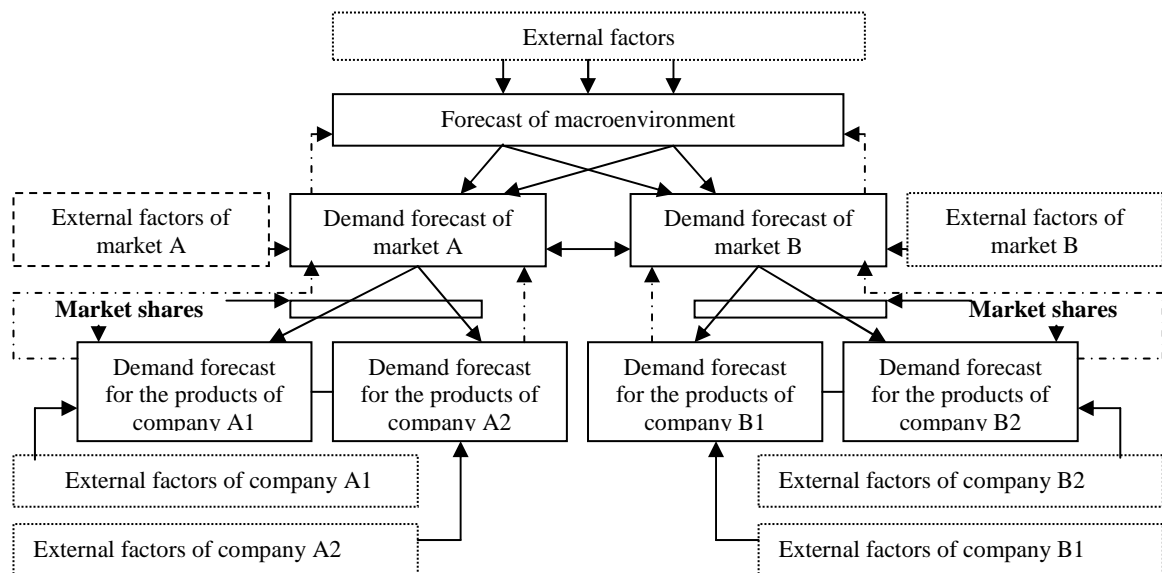 External factors
Forecast of macroenvironment
External factors of
market A
Demand forecast of
market A
Demand forecast of
market B
External factors of
market B
Market shares
Market shares
Demand forecast
for the products of
company A1
Demand forecast
for the products of
company A2
Demand forecast
for the products of
company B1
Demand forecast
for the products of
company B2
External factors of company A1
External factors of company B2
External factors of company A2
External factors of company B1